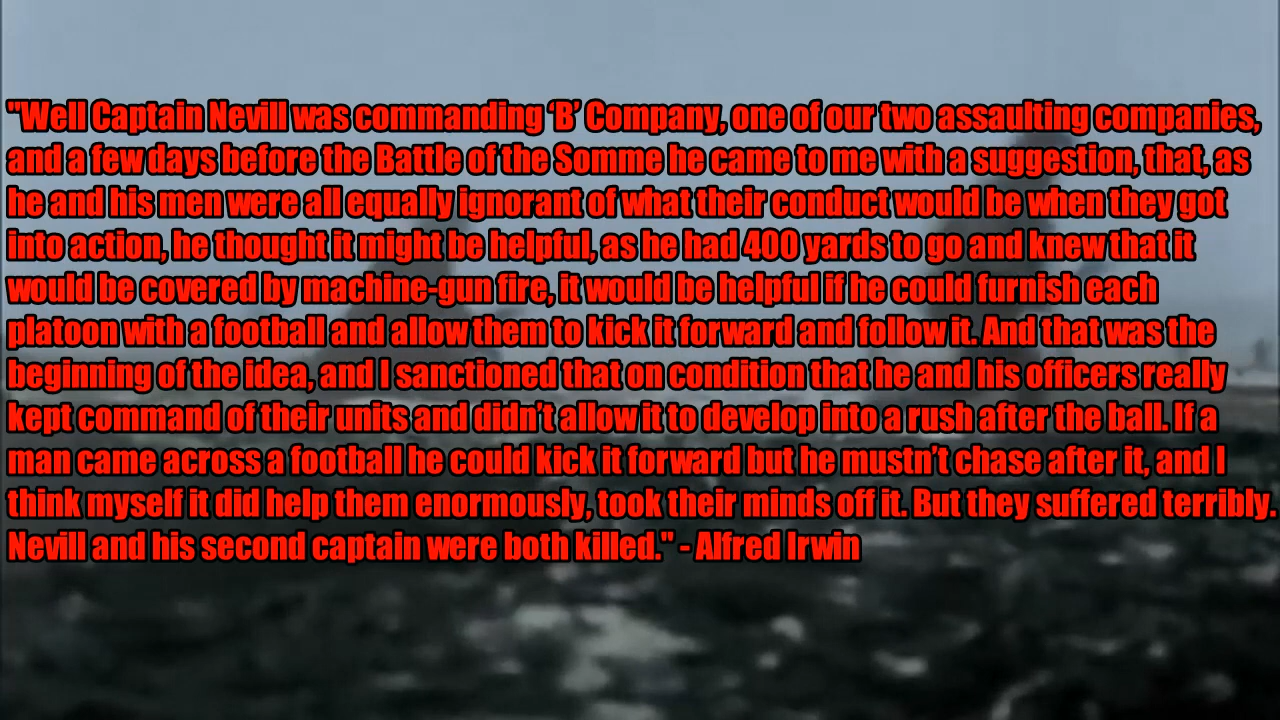 "Well Captain Nevill was commanding ‘B’ Company, one of our two assaulting companies,
and a few days before the Battle of the Somme he came to me with a suggestion, that, as
he and his men were all equally ignorant of what their conduct would be when they got
into action, he thought it might be helpful, as he had 400 yards to go and knew that it
would be covered by machine-gun fire, it would be helpful if he could furnish each
platoon with a football and allow them to kick it forward and follow it. And that was the
beginning of the idea, and I sanctioned that on condition that he and his officers really
kept command of their units and didn’t allow it to develop into a rush after the ball. If a
man came across a football he could kick it forward but he mustn’t chase after it, and I
think myself it did help them enormously, took their minds off it. But they suffered terribly.
Nevill and his second captain were both killed." - Alfred Irwin